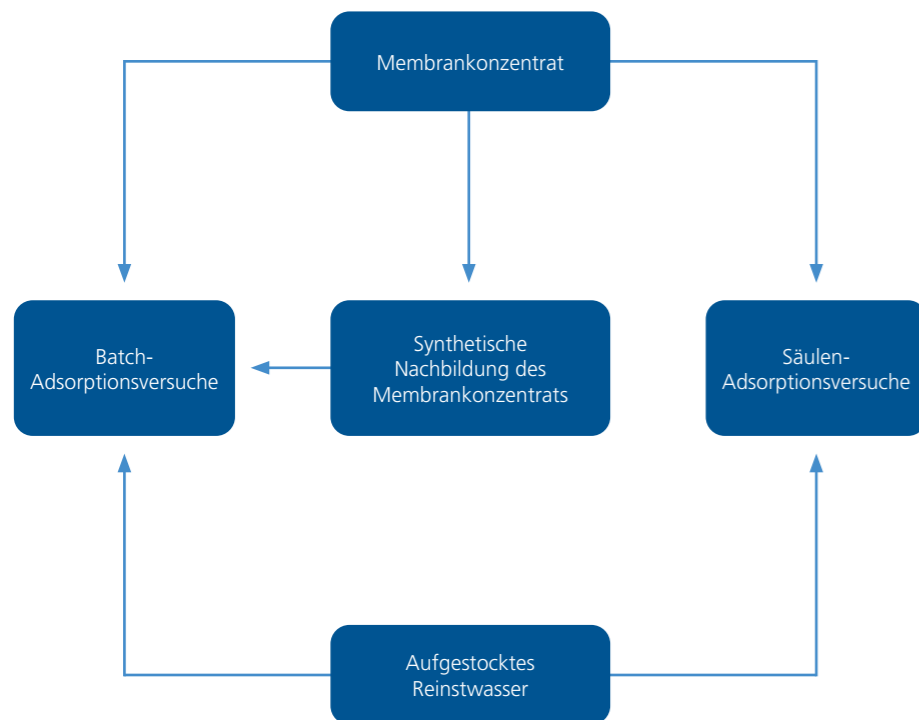 Membrankonzentrat
Batch-
Adsorptionsversuche
Synthetische
Nachbildung des
Membrankonzentrats
Säulen-
Adsorptionsversuche
Aufgestocktes
Reinstwasser